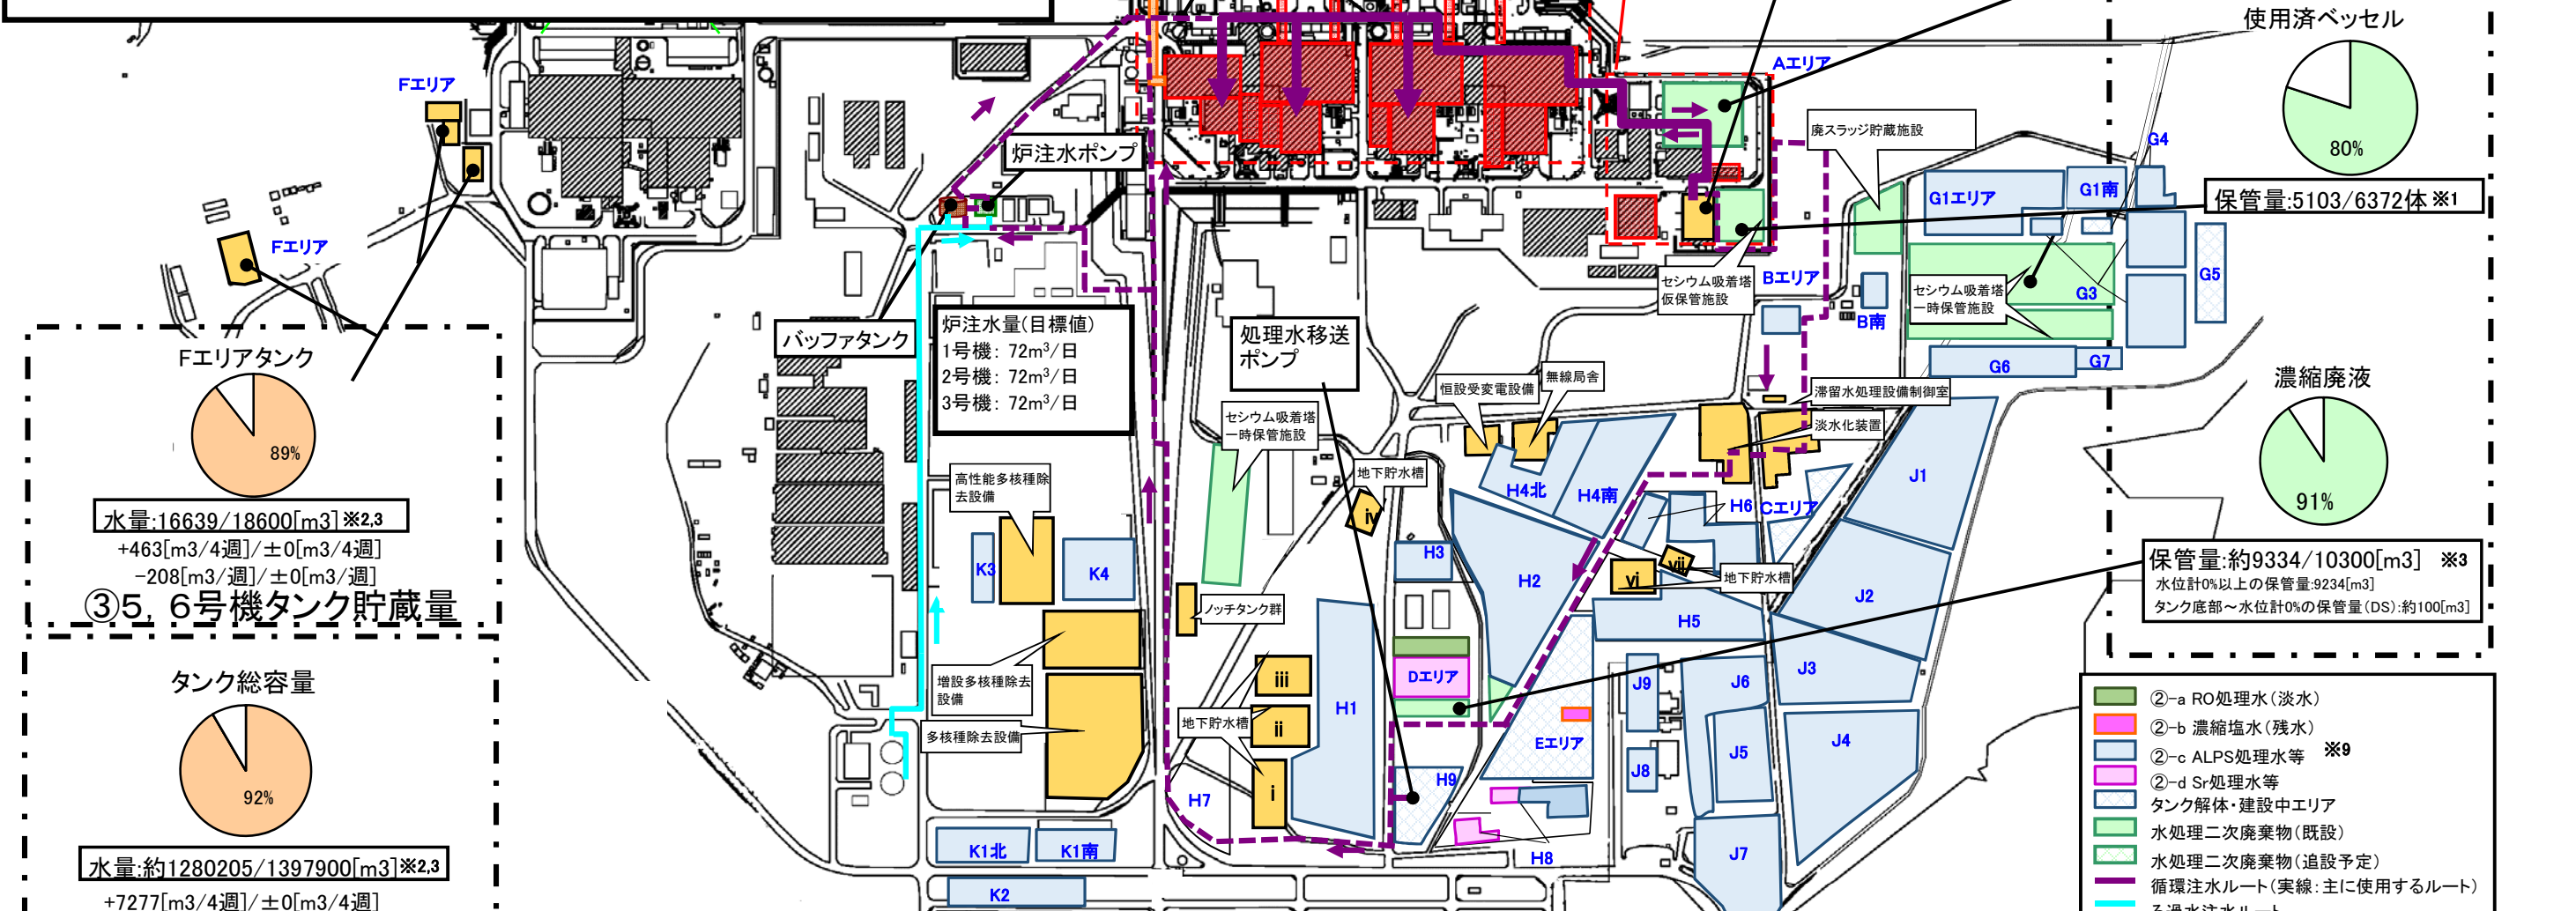 使用済ベッセル
80%
保管量:5103/6372体 ※1
Fエリア
Fエリア
Aエリア
廃スラッジ貯蔵施設
G4
G1エリア
G1南
炉注水ポンプ
セシウム吸着塔
仮保管施設
Bエリア
B南
セシウム吸着塔
一時保管施設
G3
G5
G6
G7
バッファタンク
炉注水量(目標値)
1号機: 72m³/日
2号機: 72m³/日
3号機: 72m³/日
処理水移送
ポンプ
Fエリアタンク
89%
水量:16639/18600[m3]※2,3
+463[m3/4週]/±0[m3/4週]
-208[m3/週]/±0[m3/週]
③5, 6号機タンク貯蔵量
濃縮廃液
91%
保管量:約9334/10300[m3] ※3
水位計0%以上の保管量:9234[m3]
タンク底部～水位計0%の保管量(DS):約100[m3]
恒設受変電設備
無線局舎
滞留水処理設備制御室
淡水化装置
セシウム吸着塔
一時保管施設
地下貯水槽
iv
高性能多核種除
去設備
H4北
H4南
H6
Cエリア
J1
K3
K4
H3
H2
vi
vii
地下貯水槽
J2
ノッチタンク群
H5
増設多核種除去
設備
iii
Dエリア
J9
J6
J3
多核種除去設備
地下貯水槽
ii
H1
Eエリア
J5
J4
H7
i
H9
J8
K1北
K1南
H8
J7
K2
タンク総容量
92%
水量:約1280205/1397900[m3]※2,3
+7277[m3/4週]/±0[m3/4週]
②-a RO処理水(淡水)
②-b 濃縮塩水(残水)
②-c ALPS処理水等 ※9
②-d Sr処理水等
タンク解体・建設中エリア
水処理二次廃棄物(既設)
水処理二次廃棄物(追設予定)
循環注水ルート(実線:主に使用するルート)
ろ過水注水ルート